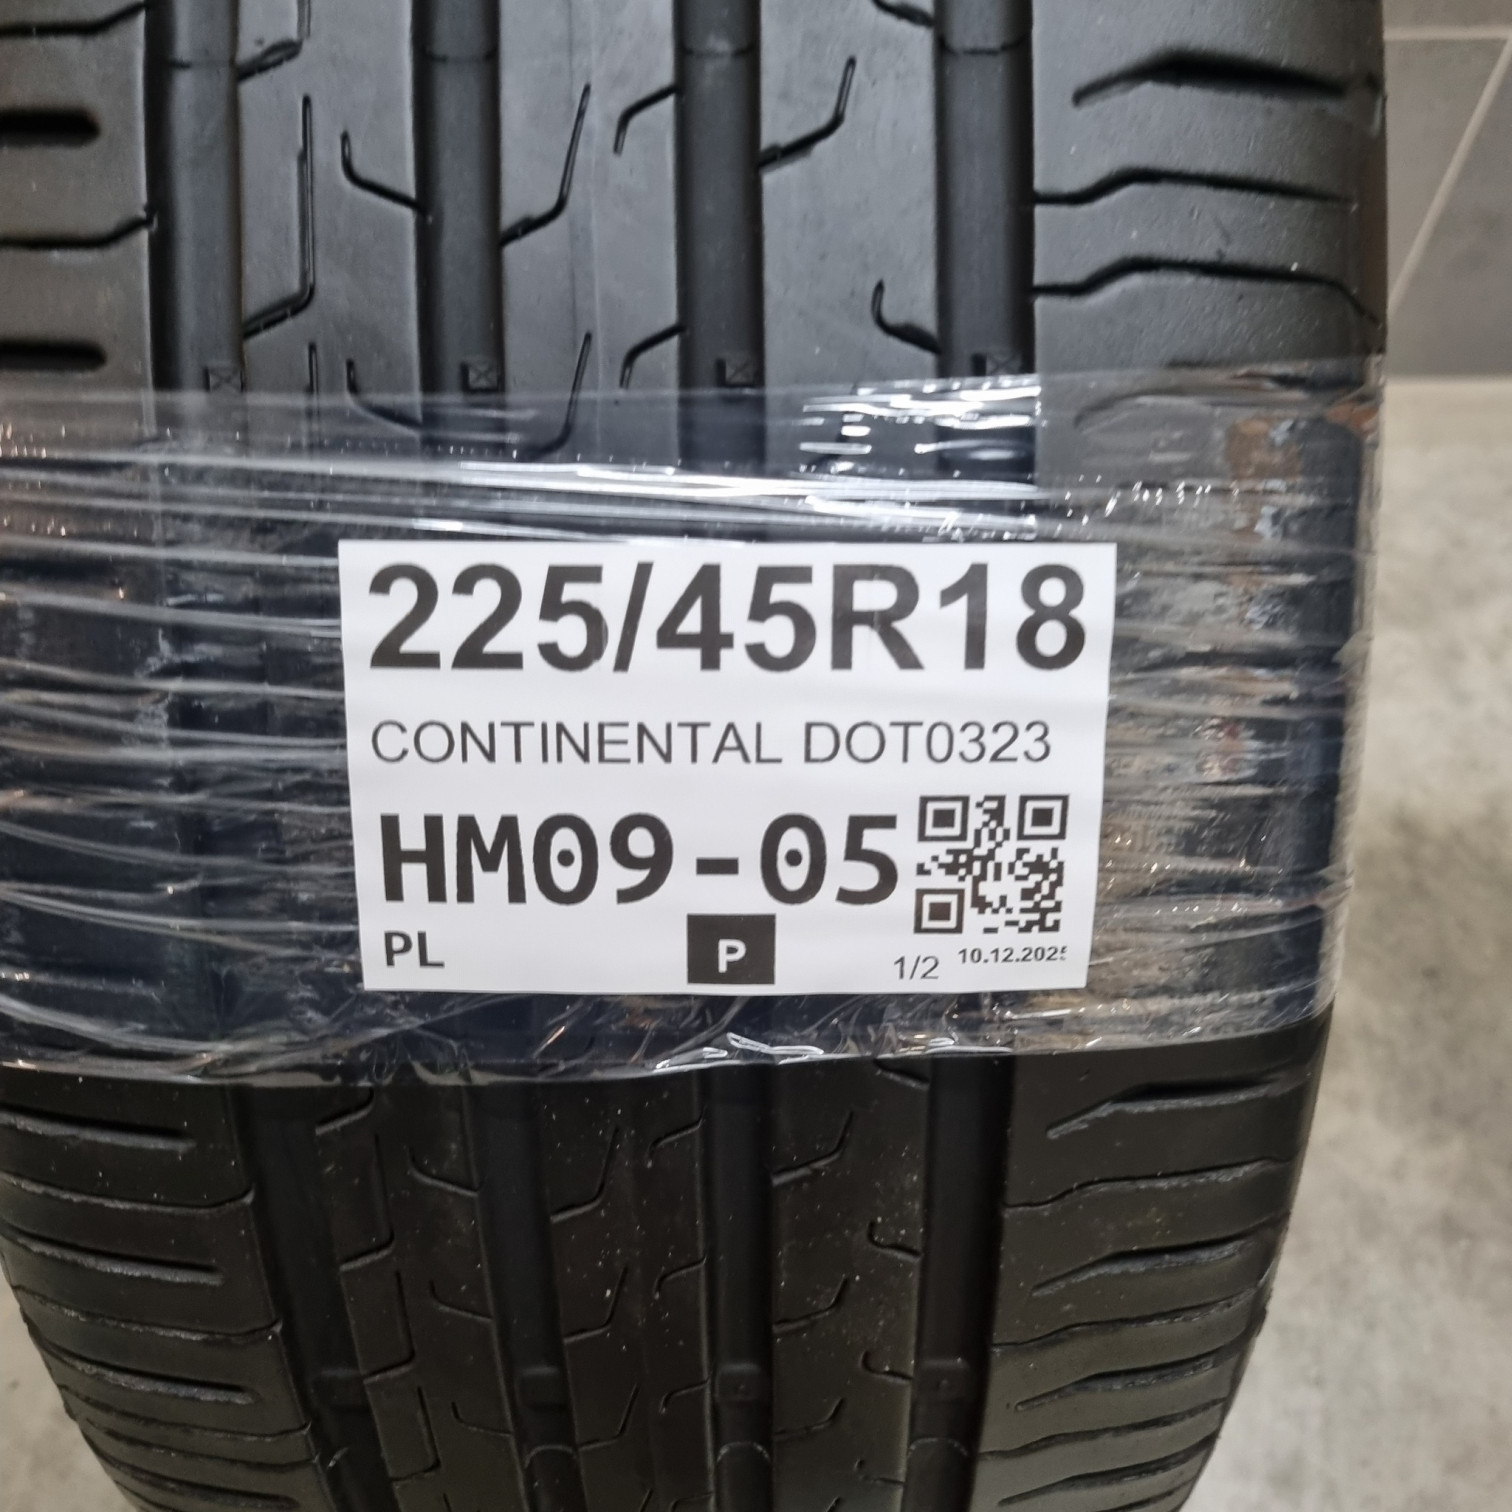 225/45R18
CONTINENTAL DOT0323
HM09-05
PL
P
1/2
10.12.2025